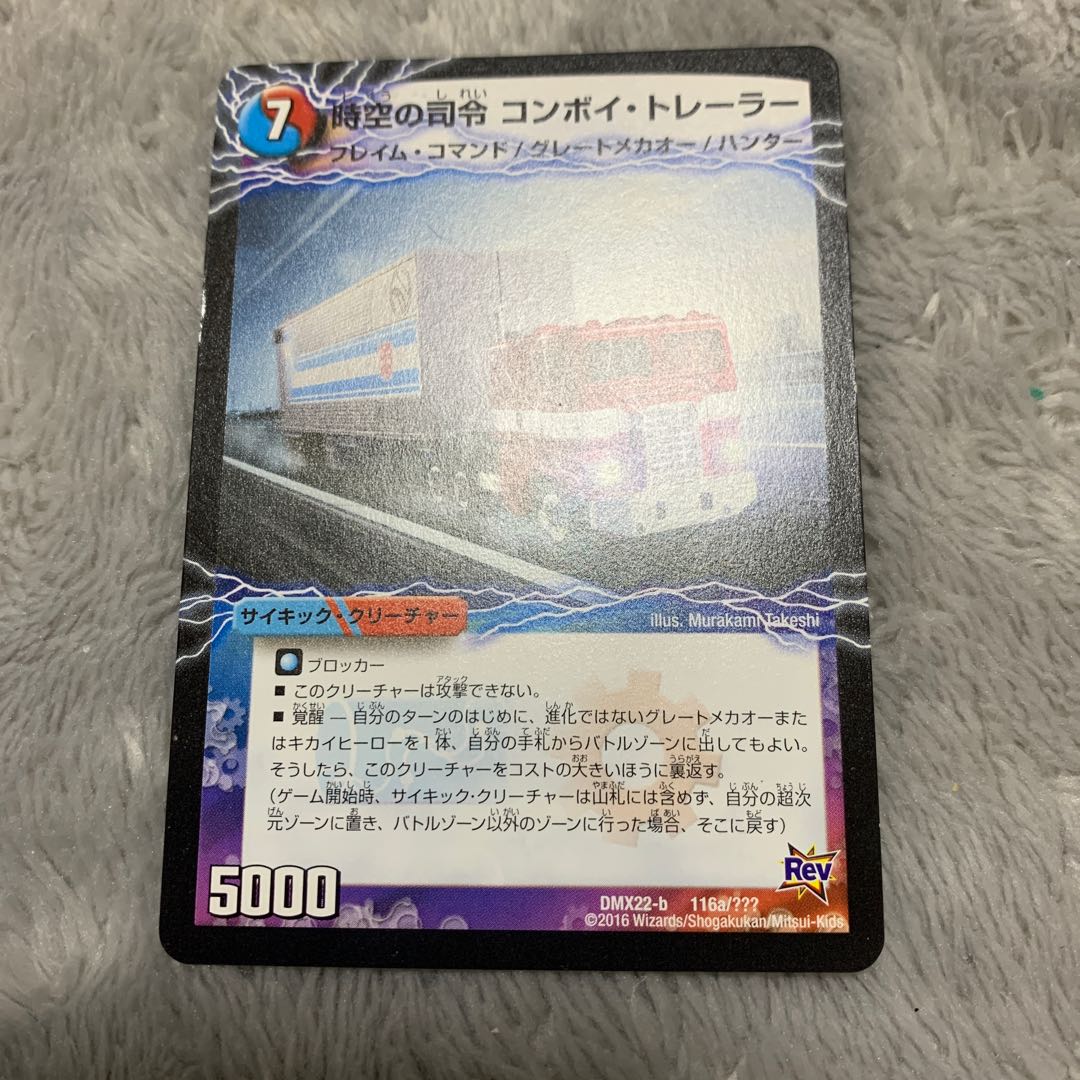 7
時空の司令 コンボイ・トレーラー
フレイム・コマンド / グレートメカオー / ハンター
サイキック・クリーチャー
illus. Murakami Takeshi
ブロッカー
■ このクリーチャーは攻撃できない。
■ 覚醒 — 自分のターンのはじめに、進化ではないグレートメカオーまた
はキカイヒーローを1体、自分の手札からバトルゾーンに出してもよい。
そうしたら、このクリーチャーをコストの大きいほうに裏返す。
(ゲーム開始時、サイキック・クリーチャーは山札には含めず、自分の超次
元ゾーンに置き、バトルゾーン以外のゾーンに行った場合、そこに戻す)
Rev
5000
DMX22-b 116a/???
©2016 Wizards/Shogakukan/Mitsui-Kids